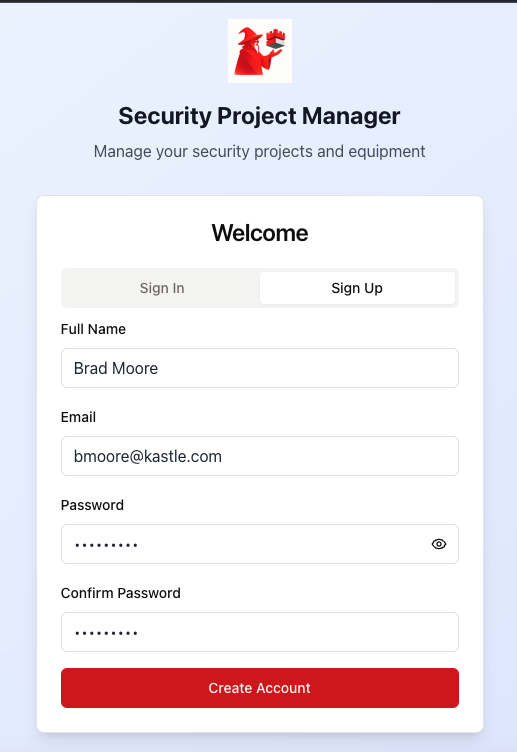 Security Project Manager
Manage your security projects and equipment
Welcome
Sign In
Sign Up
Full Name
Brad Moore
Email
bmoore@kastle.com
Password
•••••••••
Confirm Password
•••••••••
Create Account